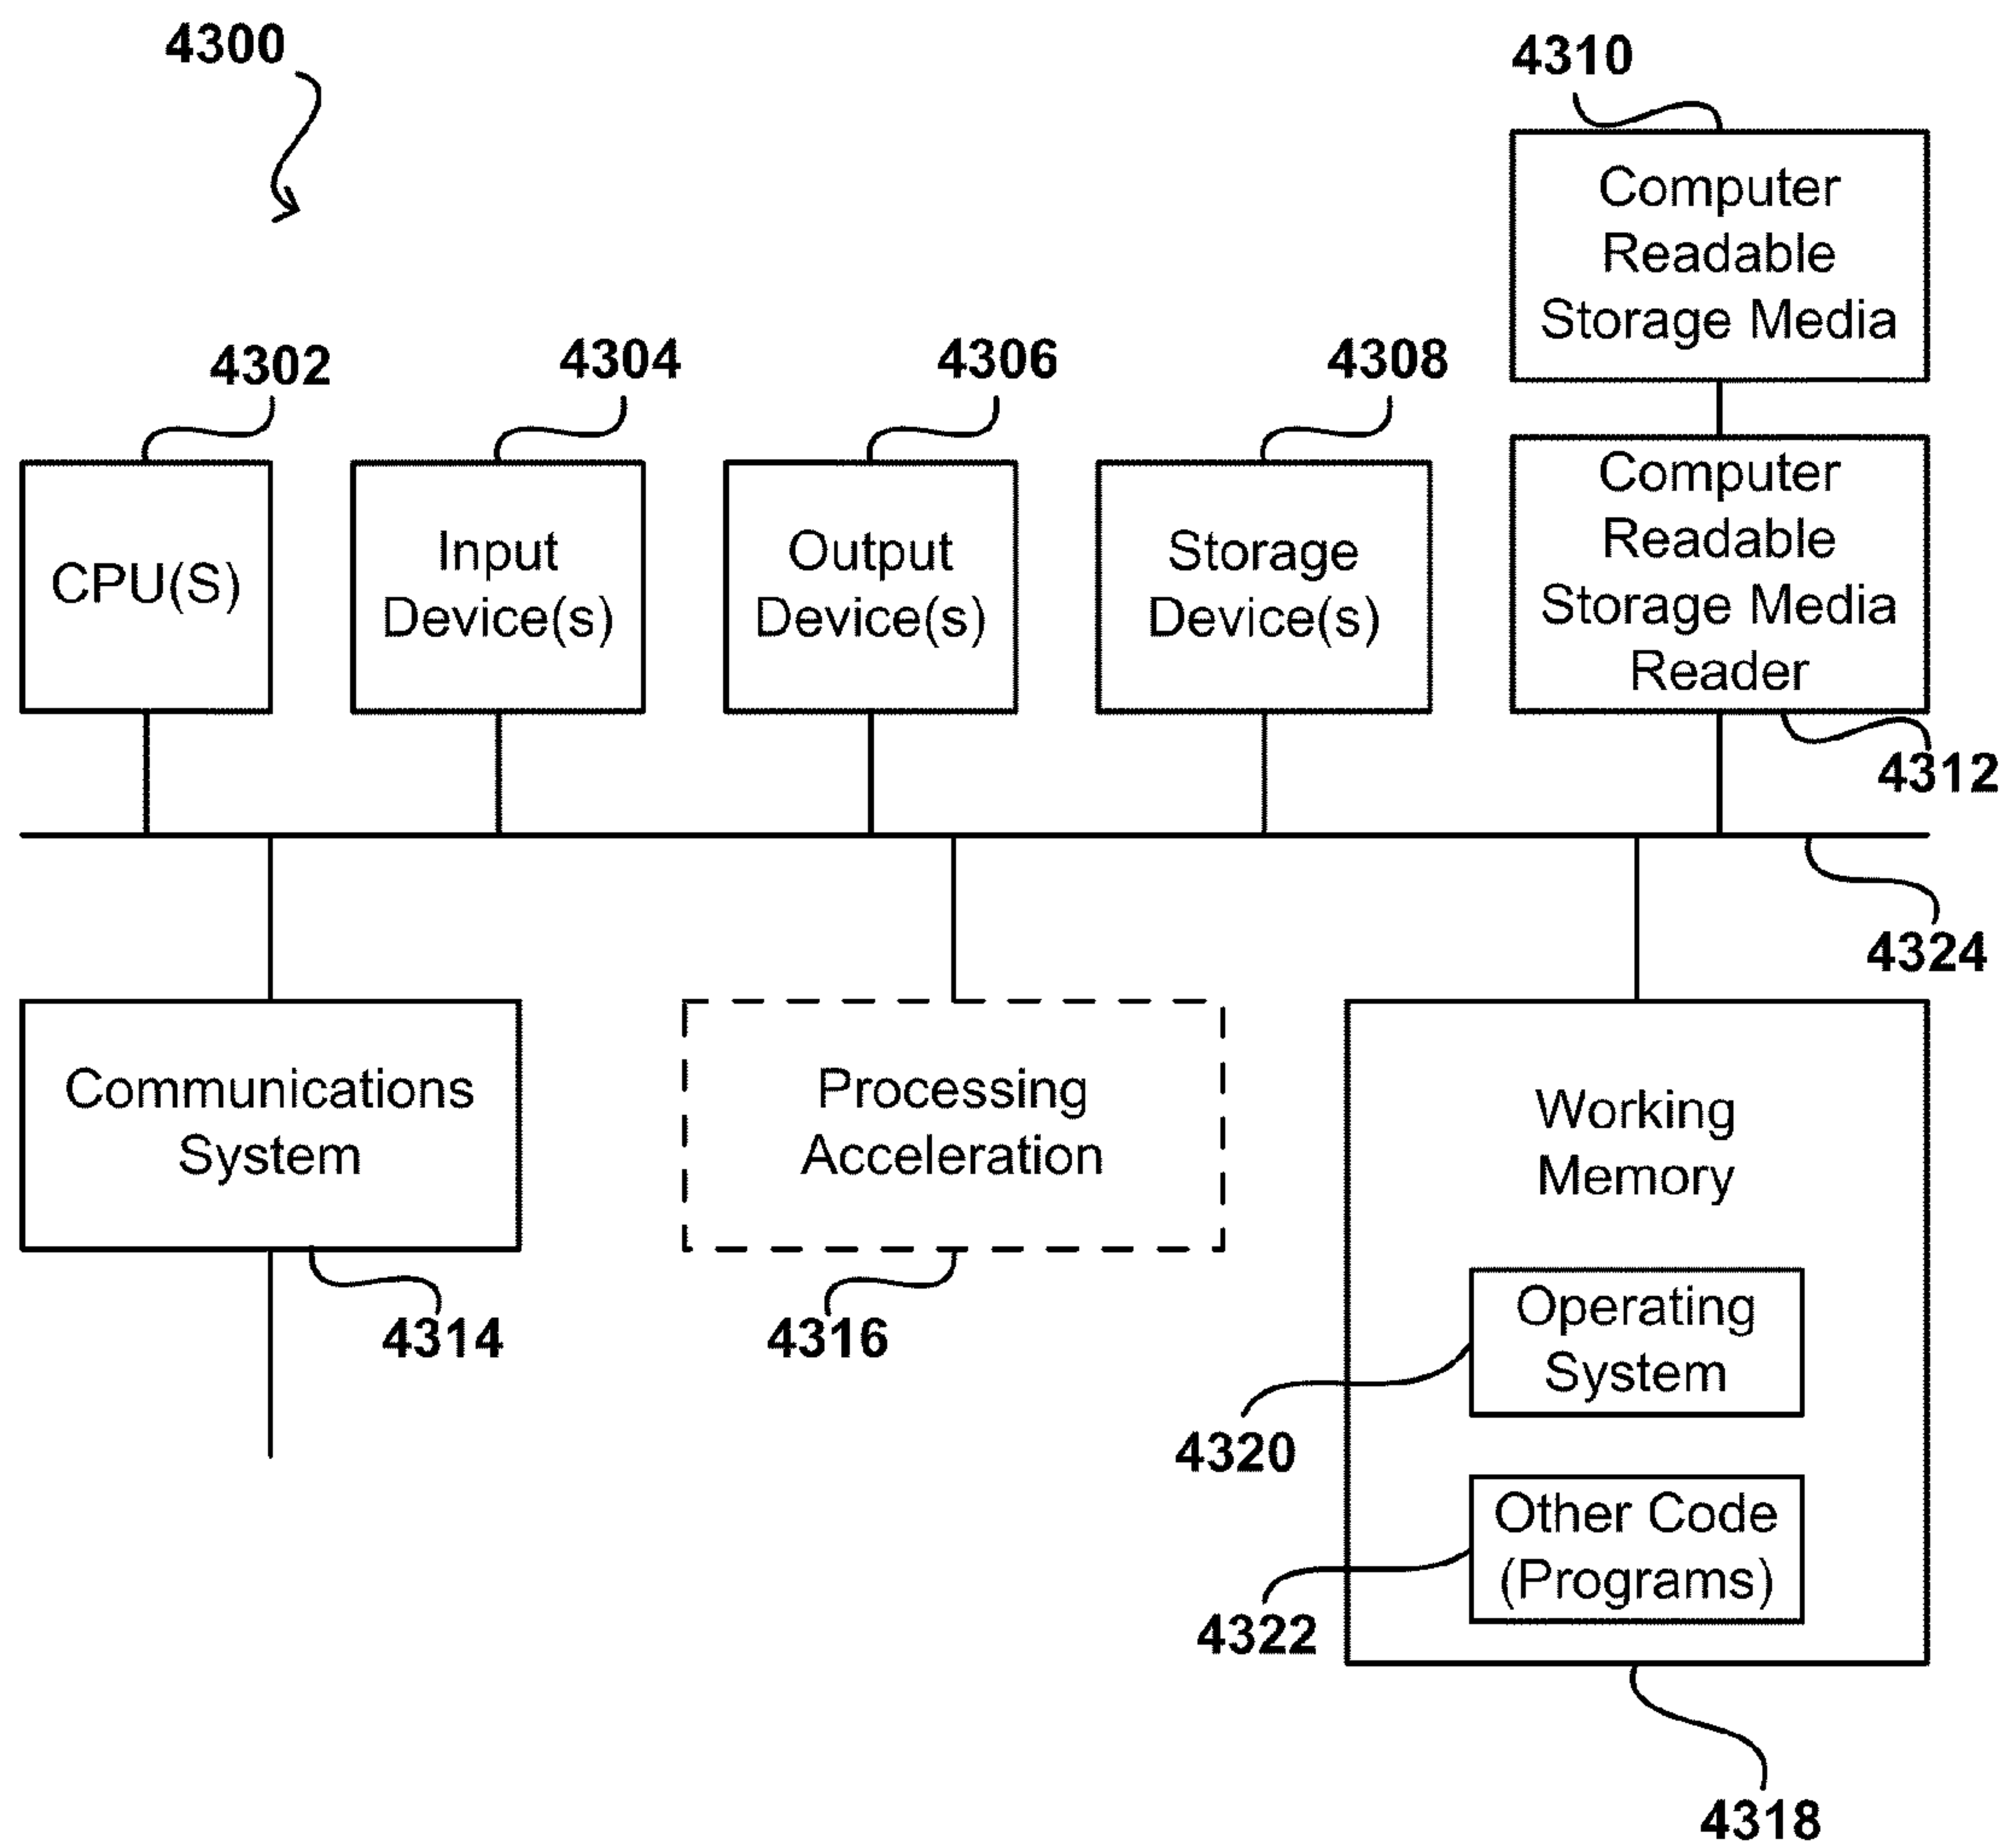 4300
4310
Computer
Readable
Storage Media
4302
4304
4306
4308
CPU(S)
Input
Device(s)
Output
Device(s)
Storage
Device(s)
Computer
Readable
Storage Media
Reader
4312
4324
Communications
System
4314
Processing
Acceleration
4316
Working
Memory
Operating
System
4320
Other Code
(Programs)
4322
4318